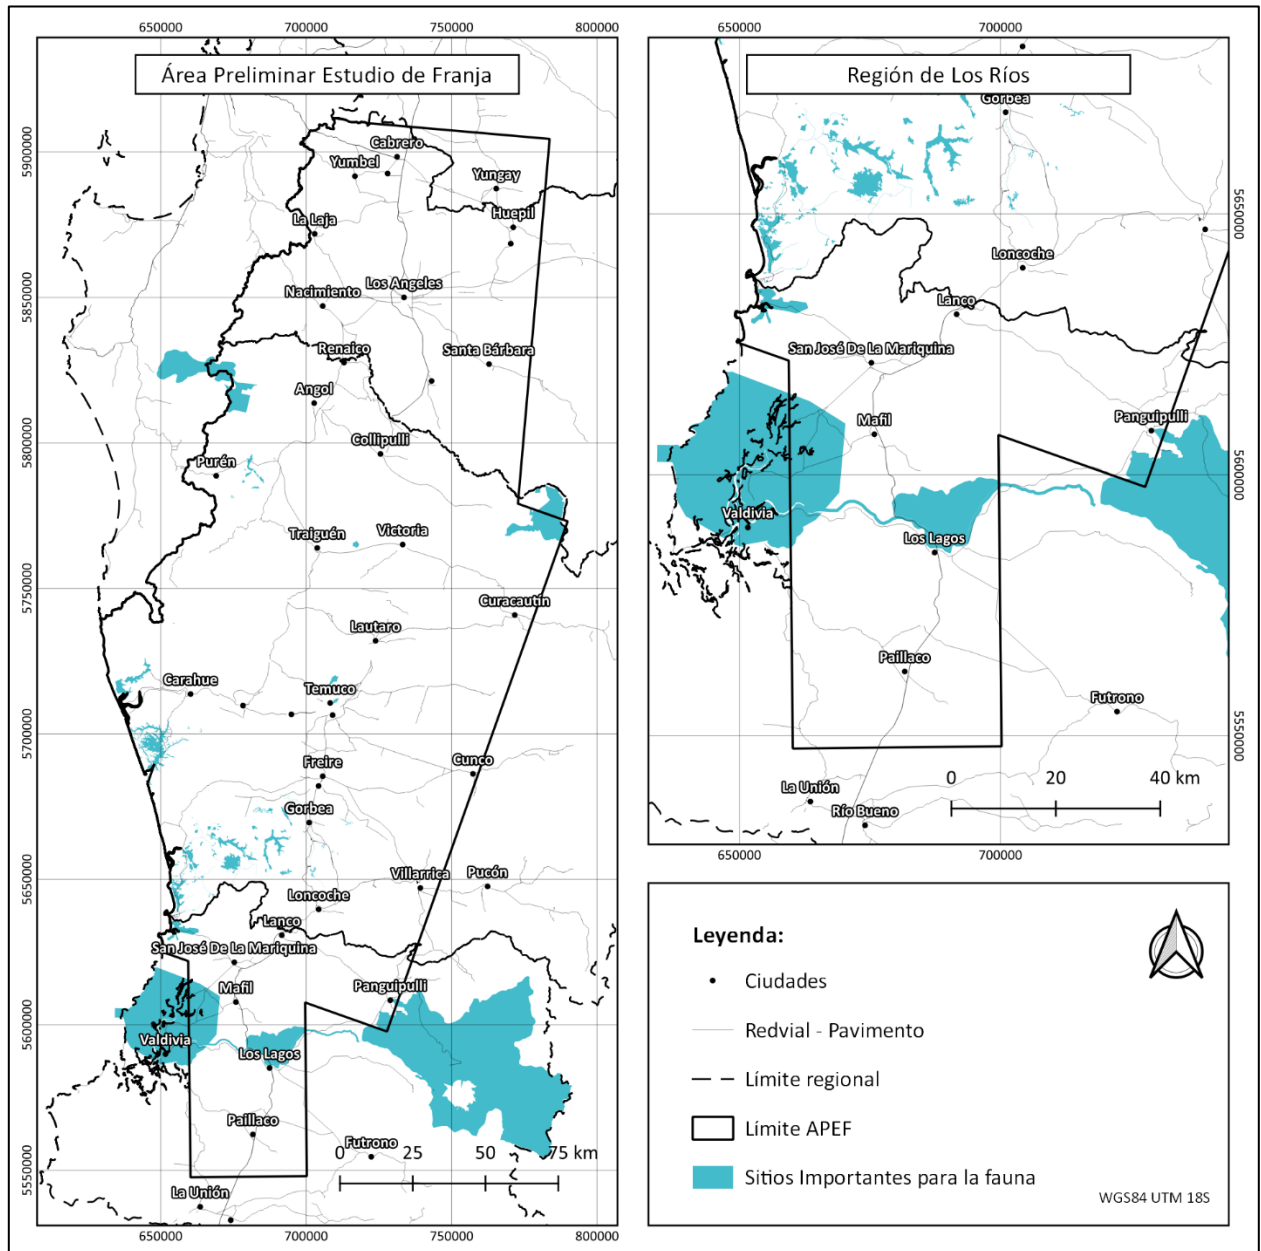 650000 700000 750000 800000
Área Preliminar Estudio de Franja
5900000
5850000
5800000
5750000
5700000
5650000
5600000
5550000
Cabrero
Yumbel
Yungay
Huepil
La Laja
Los Angeles
Nacimiento
Renaico
Santa Bárbara
Angol
Collipulli
Purén
Traiguén
Victoria
Curacautín
Lautaro
Carahue
Temuco
Freire
Cunco
Gorbea
Villarrica
Pucón
Loncoche
Lanco
San José De La Mariquina
Mafil
Panguipulli
Valdivia
Los Lagos
Paillaco
Futrono
La Unión
0 25 50 75 km
650000 700000 750000 800000
650000 700000
Región de Los Ríos
Gorbea
5650000
Loncoche
Lanco
San José De La Mariquina
Mafil
Panguipulli
5600000
Valdivia
Los Lagos
Paillaco
Futrono
5550000
0 20 40 km
La Unión
Río Bueno
650000 700000
Leyenda:
Ciudades
Redvial - Pavimento
Límite regional
Límite APEF
Sitios Importantes para la fauna
WGS84 UTM 18S